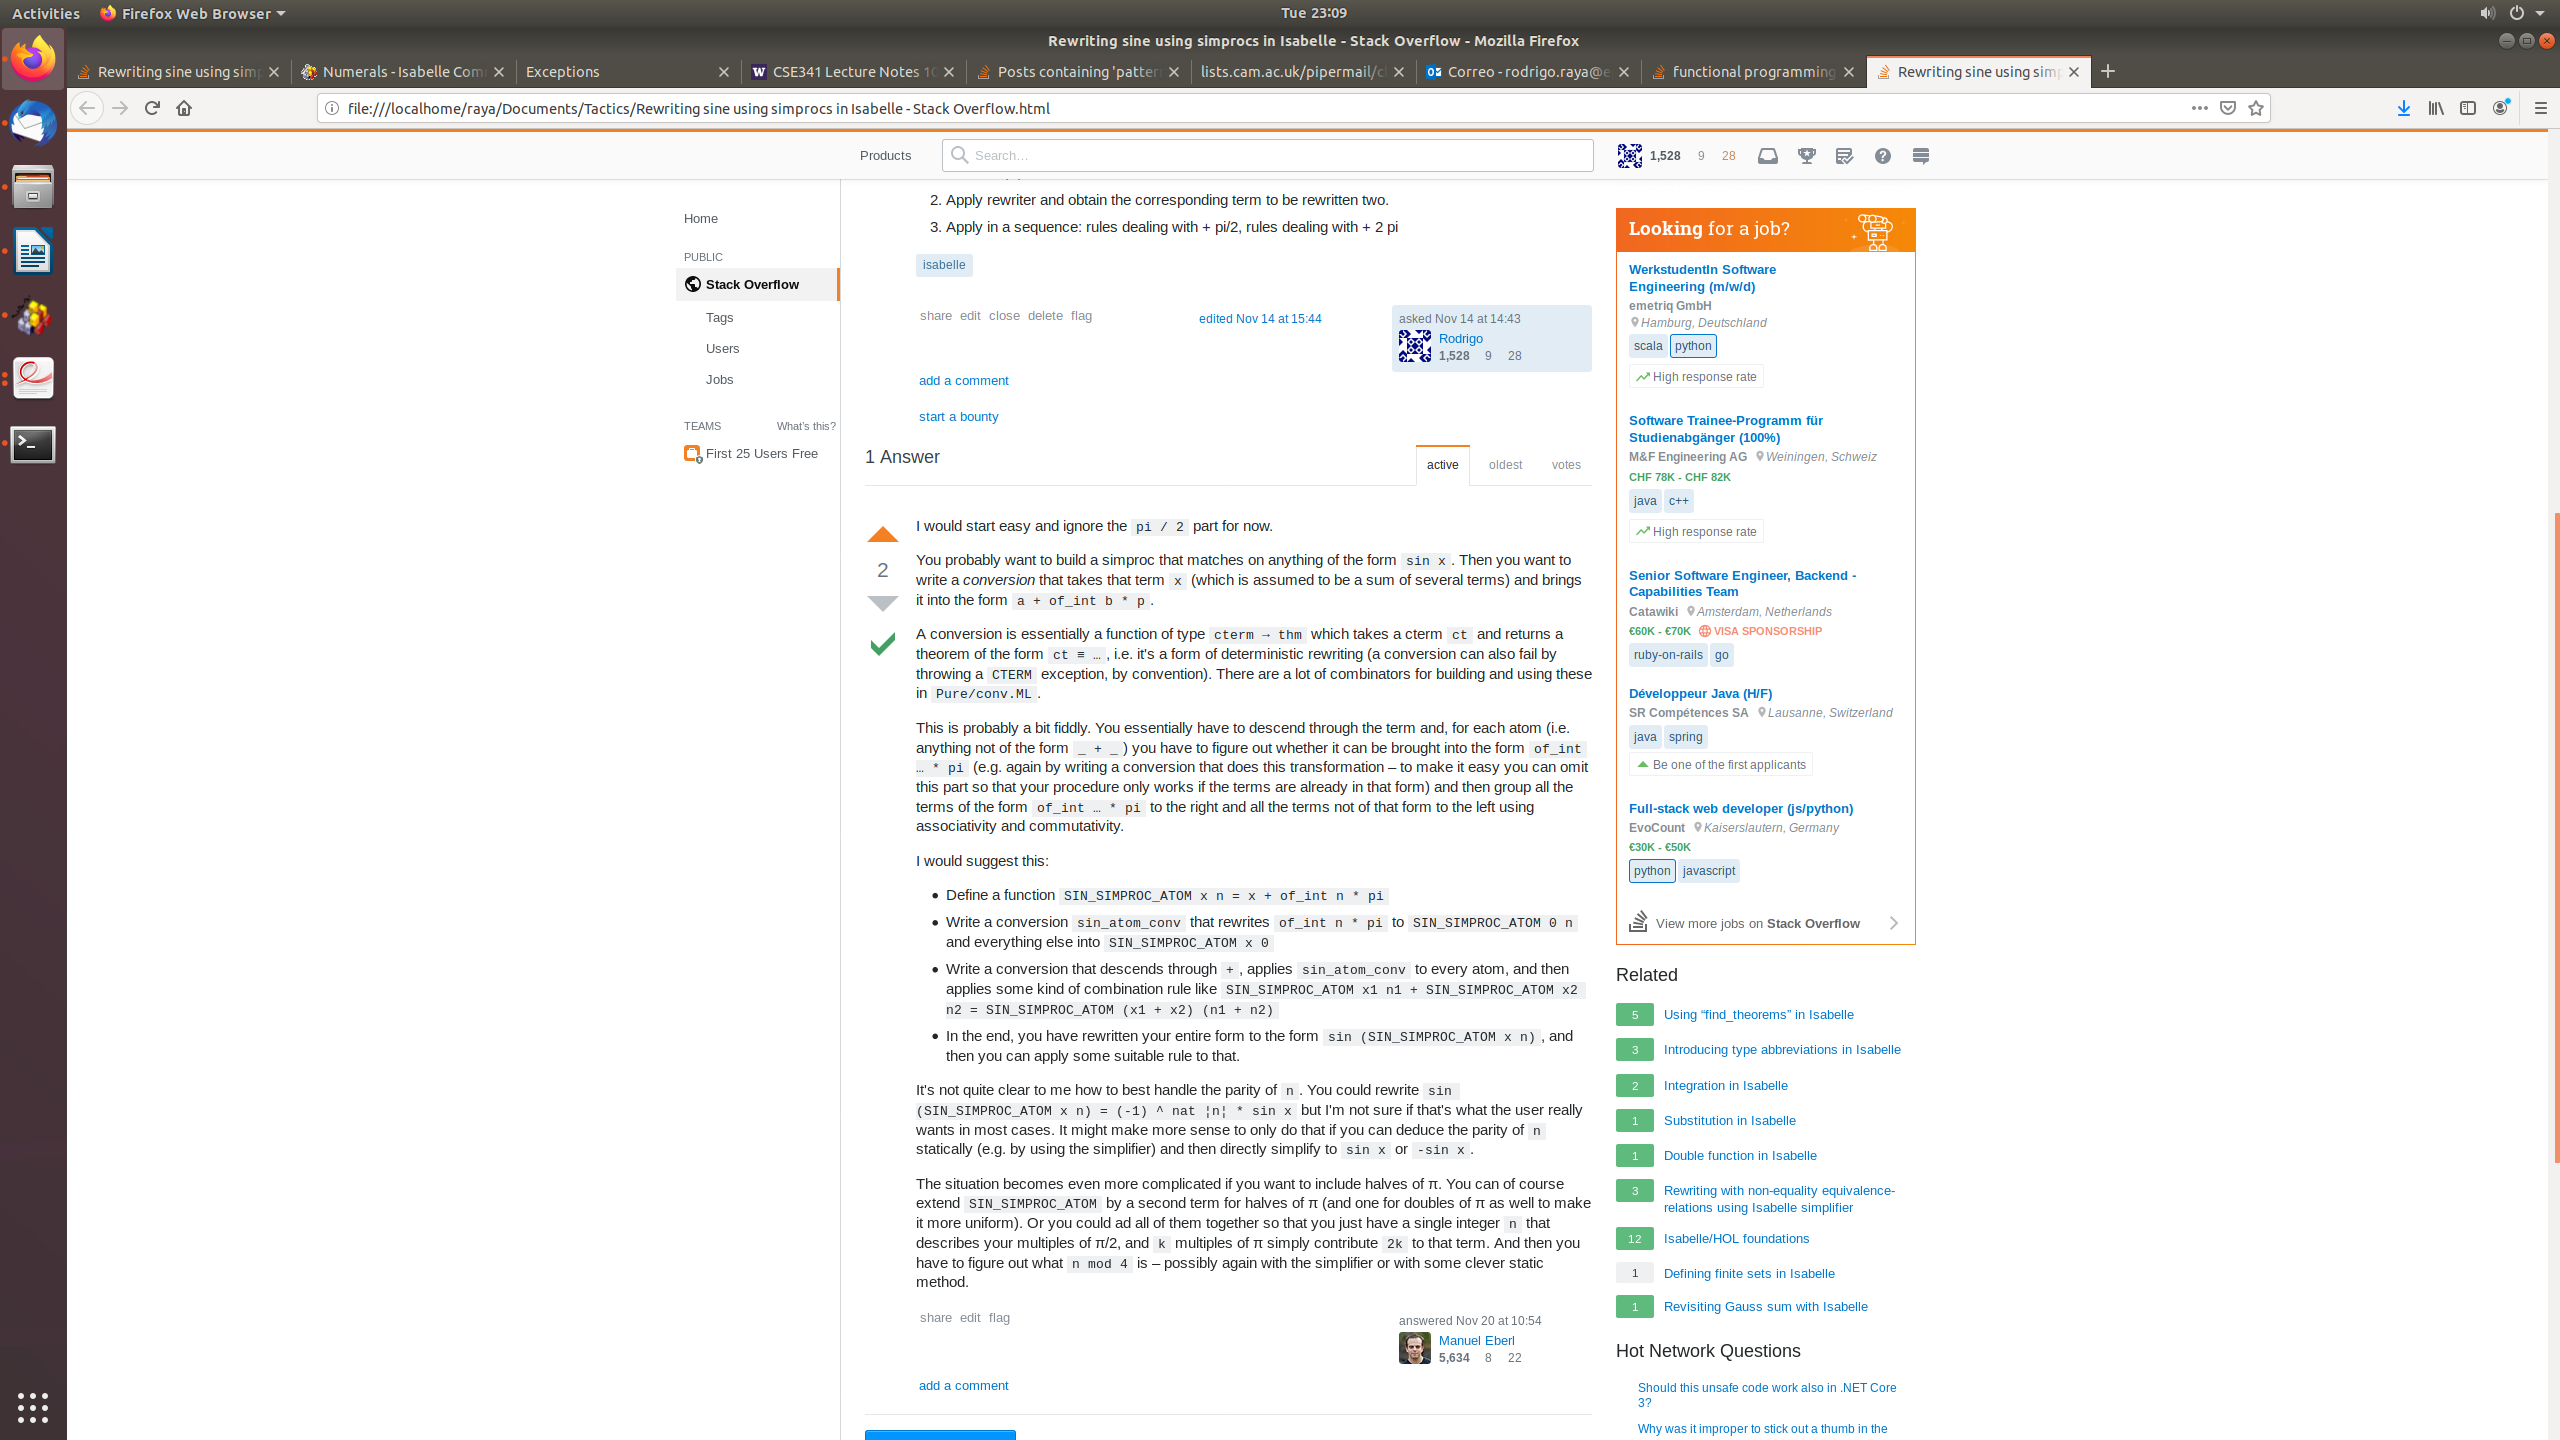 Activities
Firefox Web Browser
Tue 23:09
Rewriting sine using simprocs in Isabelle - Stack Overflow - Mozilla Firefox
Rewriting sine using simp
Numerals - Isabelle Com
Exceptions
CSE341 Lecture Notes 10
Posts containing 'patter
lists.cam.ac.uk/pipermail/c
Correo - rodrigo.raya@e
functional programming
Rewriting sine using simp
file:///localhome/raya/Documents/Tactics/Rewriting sine using simprocs in Isabelle - Stack Overflow.html
Products
Search…
1,528 9 28
Home
PUBLIC
Stack Overflow
Tags
Users
Jobs
TEAMS What's this?
First 25 Users Free
2. Apply rewriter and obtain the corresponding term to be rewritten two.
3. Apply in a sequence: rules dealing with + pi/2, rules dealing with + 2 pi
isabelle
share edit close delete flag
edited Nov 14 at 15:44
asked Nov 14 at 14:43
Rodrigo
1,528 9 28
add a comment
start a bounty
1 Answer
active oldest votes
2
I would start easy and ignore the pi / 2 part for now.
You probably want to build a simproc that matches on anything of the form sin x. Then you want to
write a conversion that takes that term x (which is assumed to be a sum of several terms) and brings
it into the form a + of_int b * p.
A conversion is essentially a function of type cterm → thm which takes a cterm ct and returns a
theorem of the form ct ≡ …, i.e. it's a form of deterministic rewriting (a conversion can also fail by
throwing a CTERM exception, by convention). There are a lot of combinators for building and using these
in Pure/conv.ML.
This is probably a bit fiddly. You essentially have to descend through the term and, for each atom (i.e.
anything not of the form _ + _) you have to figure out whether it can be brought into the form of_int
… * pi (e.g. again by writing a conversion that does this transformation – to make it easy you can omit
this part so that your procedure only works if the terms are already in that form) and then group all the
terms of the form of_int … * pi to the right and all the terms not of that form to the left using
associativity and commutativity.
I would suggest this:
• Define a function SIN_SIMPROC_ATOM x n = x + of_int n * pi
• Write a conversion sin_atom_conv that rewrites of_int n * pi to SIN_SIMPROC_ATOM 0 n
and everything else into SIN_SIMPROC_ATOM x 0
• Write a conversion that descends through +, applies sin_atom_conv to every atom, and then
applies some kind of combination rule like SIN_SIMPROC_ATOM x1 n1 + SIN_SIMPROC_ATOM x2
n2 = SIN_SIMPROC_ATOM (x1 + x2) (n1 + n2)
• In the end, you have rewritten your entire form to the form sin (SIN_SIMPROC_ATOM x n), and
then you can apply some suitable rule to that.
It's not quite clear to me how to best handle the parity of n. You could rewrite sin
(SIN_SIMPROC_ATOM x n) = (-1) ^ nat ¦n¦ * sin x but I'm not sure if that's what the user really
wants in most cases. It might make more sense to only do that if you can deduce the parity of n
statically (e.g. by using the simplifier) and then directly simplify to sin x or -sin x.
The situation becomes even more complicated if you want to include halves of π. You can of course
extend SIN_SIMPROC_ATOM by a second term for halves of π (and one for doubles of π as well to make
it more uniform). Or you could ad all of them together so that you just have a single integer n that
describes your multiples of π/2, and k multiples of π simply contribute 2k to that term. And then you
have to figure out what n mod 4 is – possibly again with the simplifier or with some clever static
method.
share edit flag
answered Nov 20 at 10:54
Manuel Eberl
5,634 8 22
add a comment
Looking for a job?
WerkstudentIn Software
Engineering (m/w/d)
emetriq GmbH
Hamburg, Deutschland
scala python
High response rate
Software Trainee-Programm für
Studienabgänger (100%)
M&F Engineering AG Weiningen, Schweiz
CHF 78K - CHF 82K
java c++
High response rate
Senior Software Engineer, Backend -
Capabilities Team
Catawiki Amsterdam, Netherlands
€60K - €70K VISA SPONSORSHIP
ruby-on-rails go
Développeur Java (H/F)
SR Compétences SA Lausanne, Switzerland
java spring
Be one of the first applicants
Full-stack web developer (js/python)
EvoCount Kaiserslautern, Germany
€30K - €50K
python javascript
View more jobs on Stack Overflow
Related
5 Using “find_theorems” in Isabelle
3 Introducing type abbreviations in Isabelle
2 Integration in Isabelle
1 Substitution in Isabelle
1 Double function in Isabelle
3 Rewriting with non-equality equivalence-
relations using Isabelle simplifier
12 Isabelle/HOL foundations
1 Defining finite sets in Isabelle
1 Revisiting Gauss sum with Isabelle
Hot Network Questions
Should this unsafe code work also in .NET Core
3?
Why was it improper to stick out a thumb in the